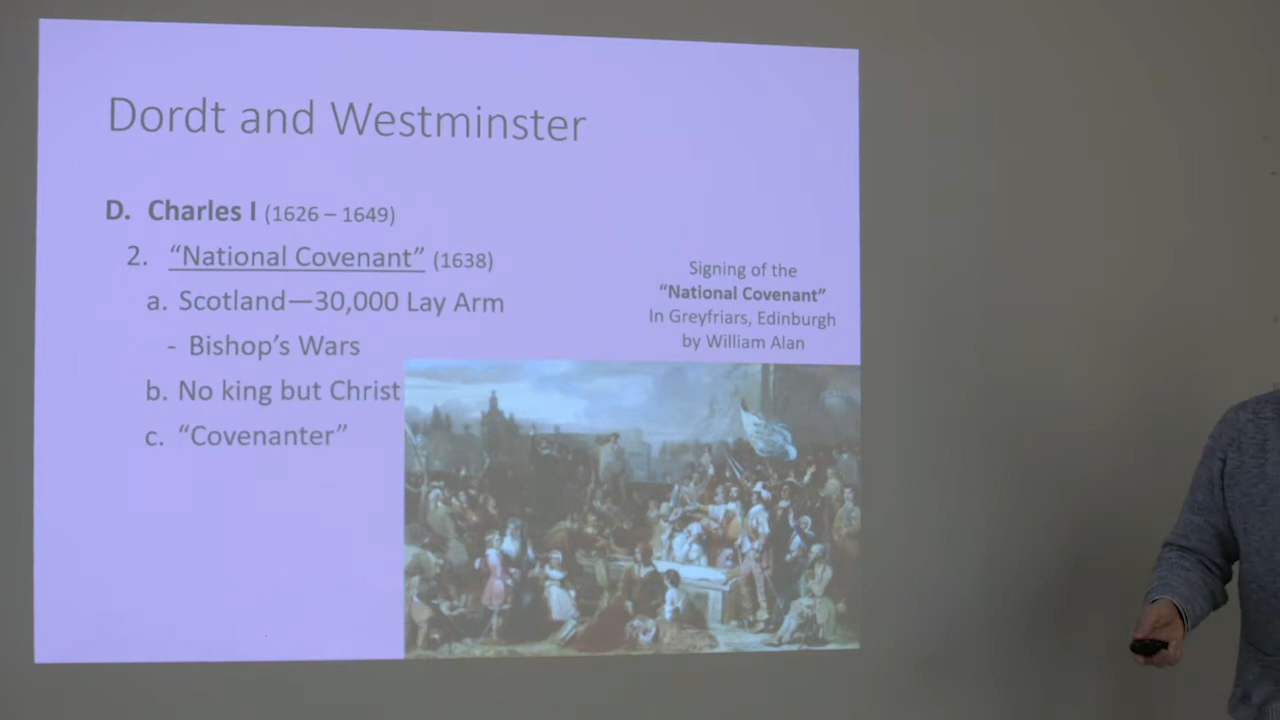 Dordt and Westminster
D. Charles I (1626 – 1649)
2. “National Covenant” (1638)
a. Scotland—30,000 Lay Arm
- Bishop’s Wars
b. No king but Christ
c. “Covenanter”
Signing of the
“National Covenant”
In Greyfriars, Edinburgh
by William Alan